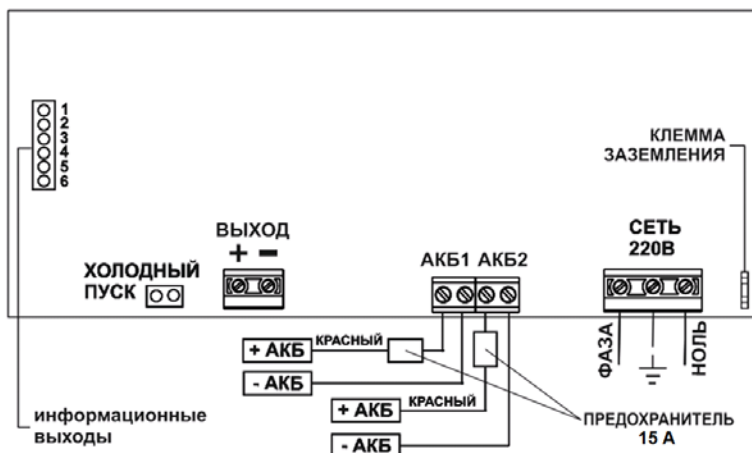 1
2
3
4
5
6
КЛЕММА
ЗАЗЕМЛЕНИЯ
ВЫХОД
+ −
ХОЛОДНЫЙ
ПУСК
АКБ1 АКБ2
СЕТЬ
220В
ФАЗА
НОЛЬ
+ АКБ
КРАСНЫЙ
- АКБ
+ АКБ
КРАСНЫЙ
- АКБ
ПРЕДОХРАНИТЕЛЬ
15 А
информационные
выходы